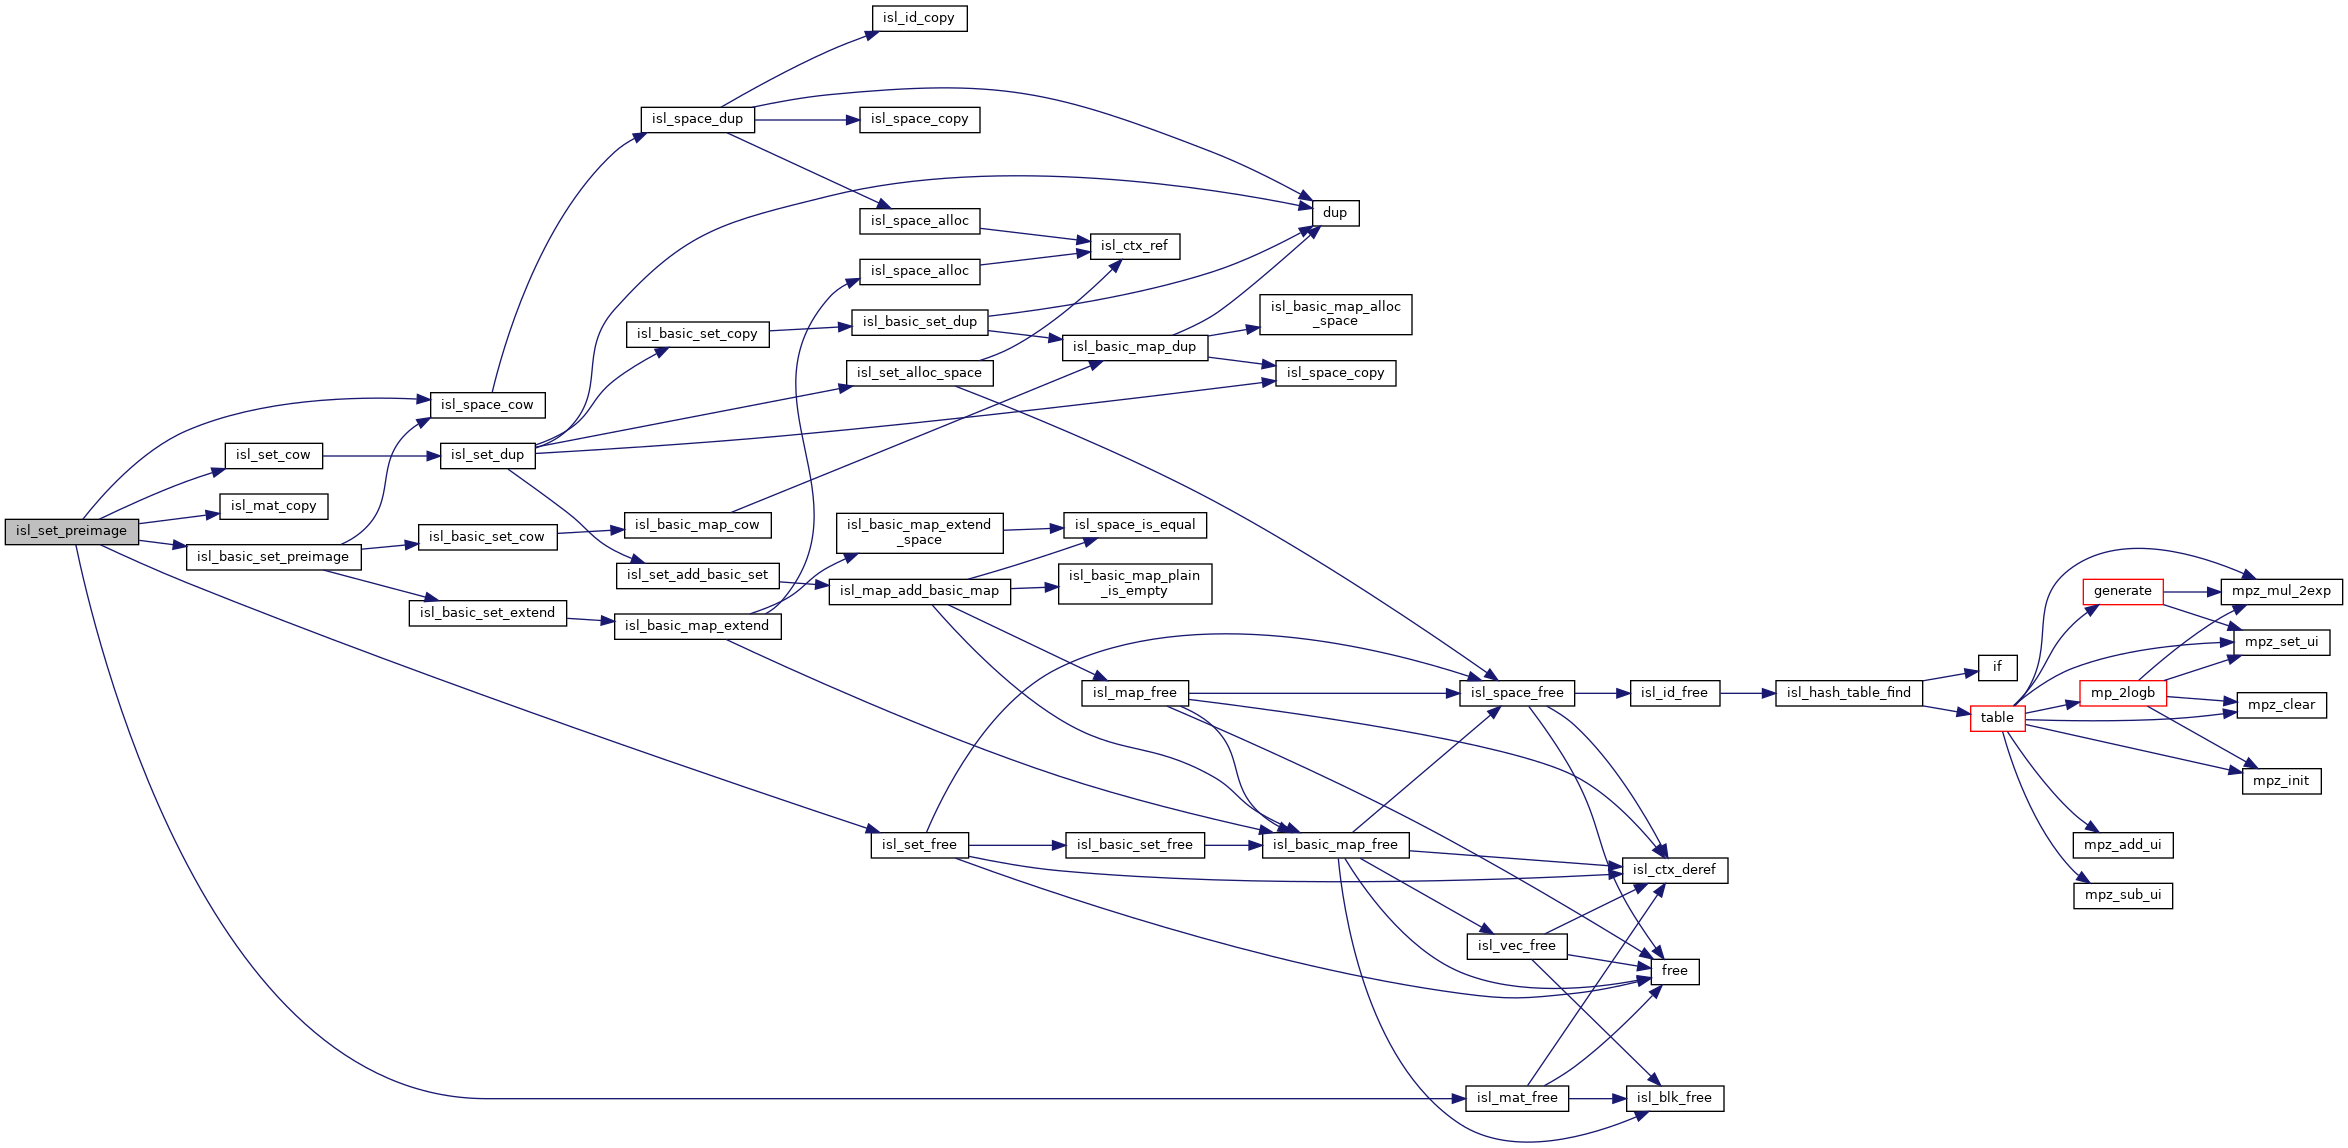 isl_set_preimage
isl_space_cow
isl_set_cow
isl_mat_copy
isl_basic_set_preimage
isl_set_dup
isl_basic_set_cow
isl_basic_set_extend
isl_space_dup
isl_basic_set_copy
isl_basic_map_cow
isl_set_add_basic_set
isl_basic_map_extend
isl_id_copy
isl_space_copy
isl_space_alloc
isl_space_alloc
isl_basic_set_dup
isl_set_alloc_space
isl_basic_map_extend
_space
isl_map_add_basic_map
isl_set_free
isl_ctx_ref
isl_basic_map_dup
isl_space_is_equal
isl_basic_map_plain
_is_empty
isl_map_free
isl_basic_set_free
dup
isl_basic_map_alloc
_space
isl_space_copy
isl_basic_map_free
isl_space_free
isl_vec_free
isl_mat_free
isl_id_free
isl_ctx_deref
free
isl_blk_free
isl_hash_table_find
if
table
generate
mp_2logb
mpz_add_ui
mpz_sub_ui
mpz_mul_2exp
mpz_set_ui
mpz_clear
mpz_init